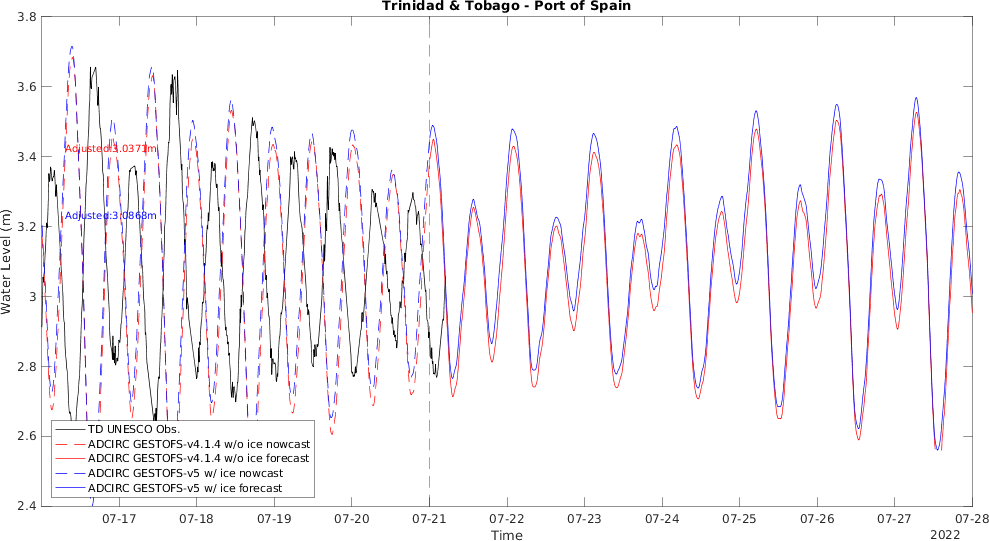 Trinidad & Tobago - Port of Spain
3.8
3.6
3.4
3.2
3
2.8
2.6
2.4
Water Level (m)
Adjusted:3.0371m
Adjusted:3.0868m
TD UNESCO Obs.
ADCIRC GESTOFS-v4.1.4 w/o ice nowcast
ADCIRC GESTOFS-v4.1.4 w/o ice forecast
ADCIRC GESTOFS-v5 w/ ice nowcast
ADCIRC GESTOFS-v5 w/ ice forecast
07-17 07-18 07-19 07-20 07-21 07-22 07-23 07-24 07-25 07-26 07-27 07-28
Time
2022